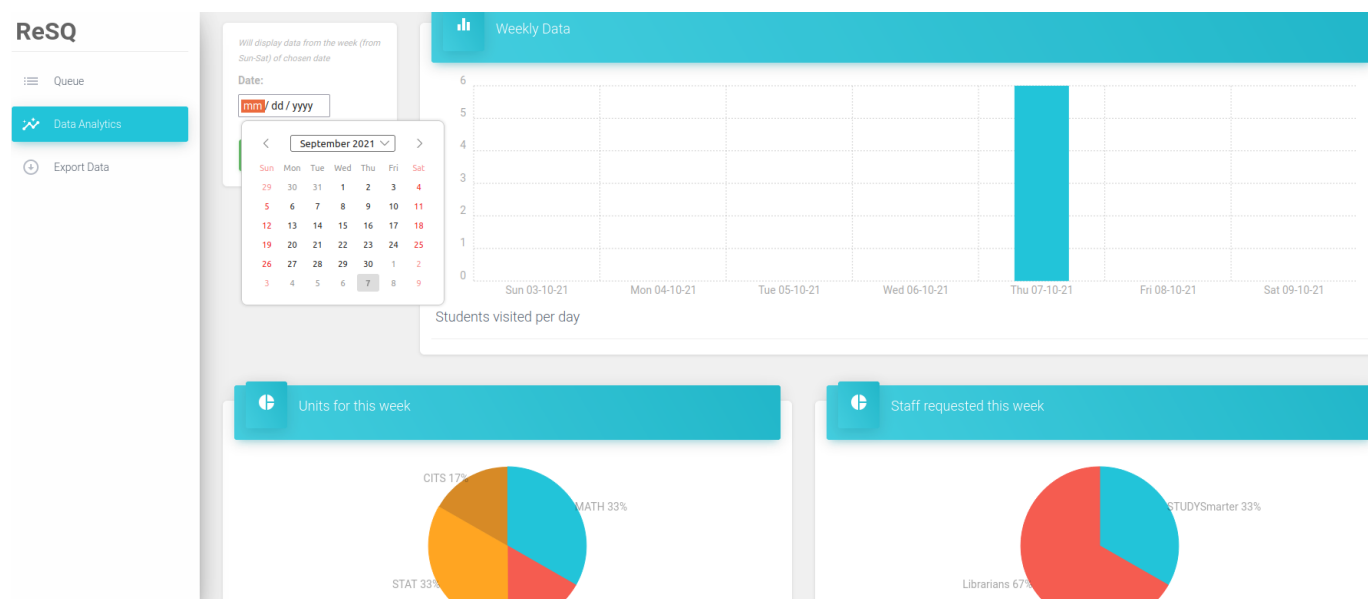 ReSQ
Queue
Data Analytics
Export Data
Will display data from the week (from
Sun-Sat) of chosen date
Date:
mm / dd / yyyy
September 2021
Sun Mon Tue Wed Thu Fri Sat
29 30 31 1 2 3 4
5 6 7 8 9 10 11
12 13 14 15 16 17 18
19 20 21 22 23 24 25
26 27 28 29 30 1 2
3 4 5 6 7 8 9
Weekly Data
6
5
4
3
2
1
0
Sun 03-10-21 Mon 04-10-21 Tue 05-10-21 Wed 06-10-21 Thu 07-10-21 Fri 08-10-21 Sat 09-10-21
Students visited per day
Units for this week
CITS 17%
MATH 33%
STAT 33%
Staff requested this week
STUDYSmarter 33%
Librarians 67%